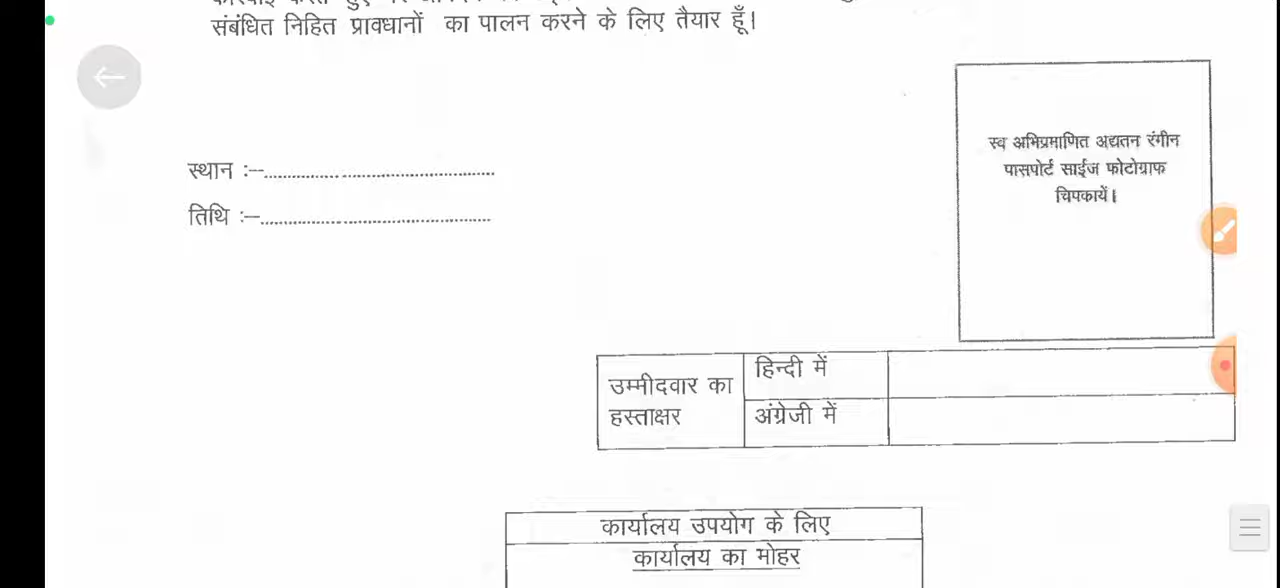 संबंधित निहित प्रावधानों का पालन करने के लिए तैयार हूँ।
स्व अभिप्रमाणित अद्यतन रंगीन
पासपोर्ट साईज फोटोग्राफ
चिपकायें।
स्थान :–....................................................
तिथि :–....................................................
उम्मीदवार का
हस्ताक्षर
हिन्दी में
अंग्रेजी में
कार्यालय उपयोग के लिए
कार्यालय का मोहर